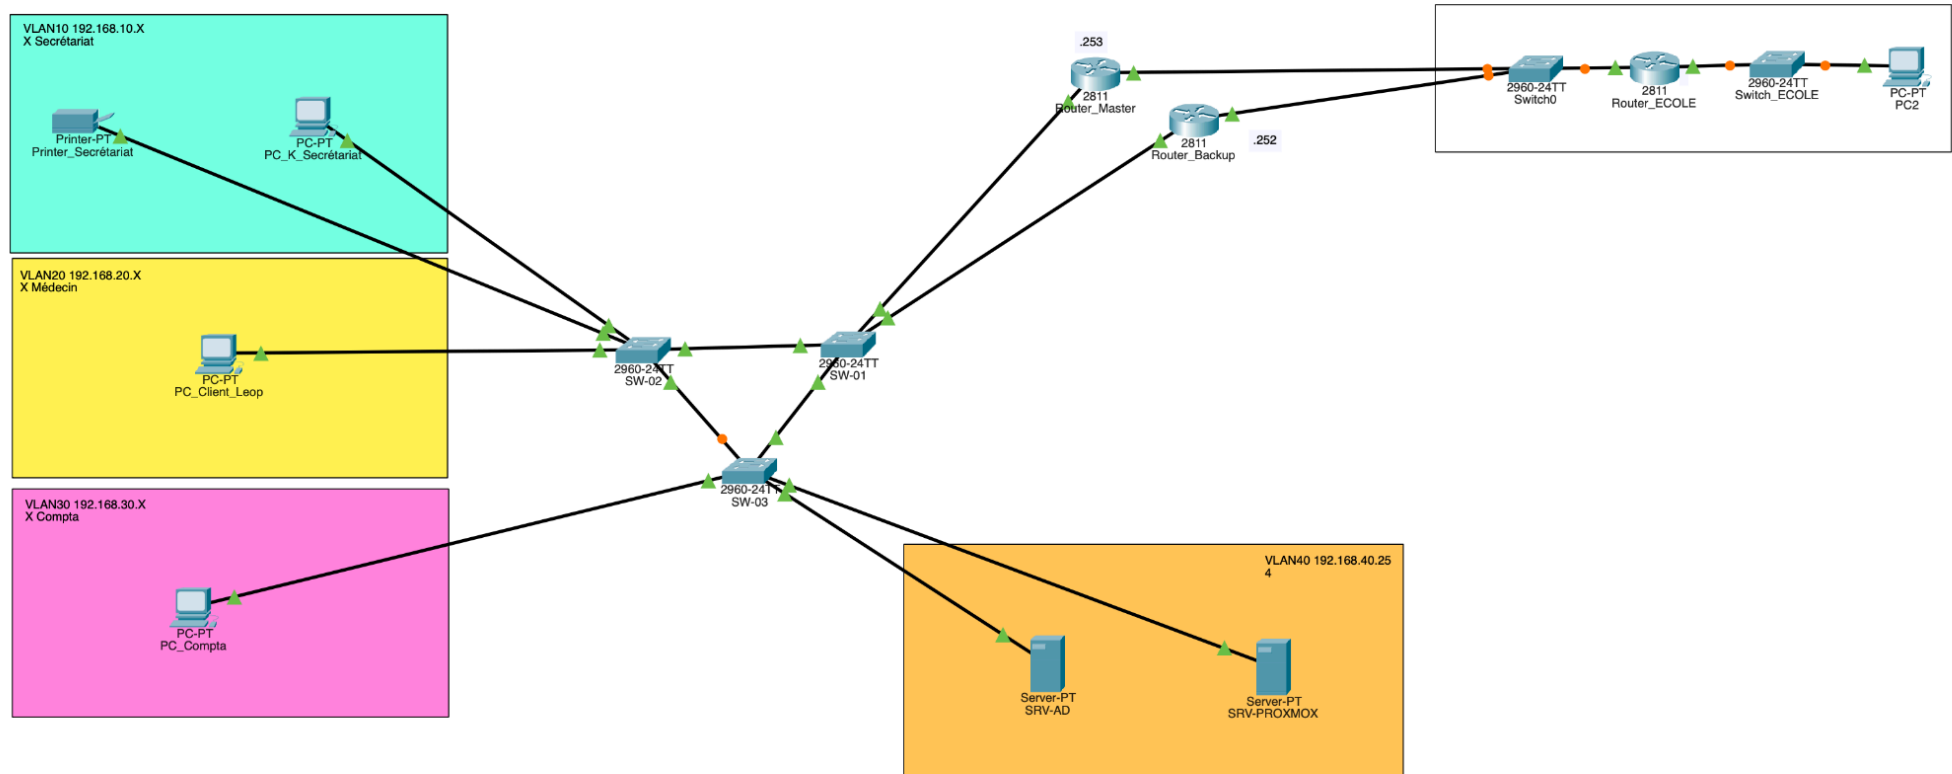 VLAN10 192.168.10.X
X Secrétariat
Printer-PT
Printer_Secrétariat
PC-PT
PC_K_Secrétariat
VLAN20 192.168.20.X
X Médecin
PC-PT
PC_Client_Leop
VLAN30 192.168.30.X
X Compta
PC-PT
PC_Compta
2960-24TT
SW-02
2960-24TT
SW-01
2960-24TT
SW-03
.253
2811
Router_Master
2811
Router_Backup
.252
2960-24TT
Switch0
2811
Router_ECOLE
2960-24TT
Switch_ECOLE
PC-PT
PC2
VLAN40 192.168.40.25
4
Server-PT
SRV-AD
Server-PT
SRV-PROXMOX